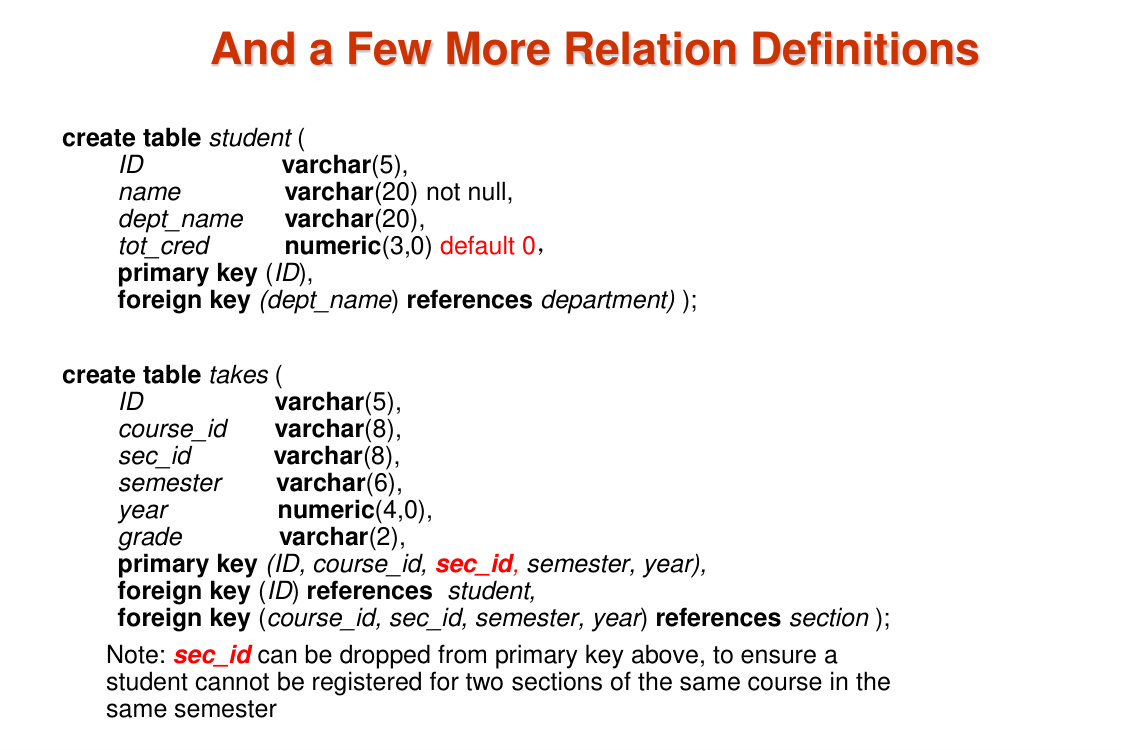 And a Few More Relation Definitions
create table student (
ID varchar(5),
name varchar(20) not null,
dept_name varchar(20),
tot_cred numeric(3,0) default 0，
primary key (ID),
foreign key (dept_name) references department) );
create table takes (
ID varchar(5),
course_id varchar(8),
sec_id varchar(8),
semester varchar(6),
year numeric(4,0),
grade varchar(2),
primary key (ID, course_id, sec_id, semester, year),
foreign key (ID) references student,
foreign key (course_id, sec_id, semester, year) references section );
Note: sec_id can be dropped from primary key above, to ensure a
student cannot be registered for two sections of the same course in the
same semester